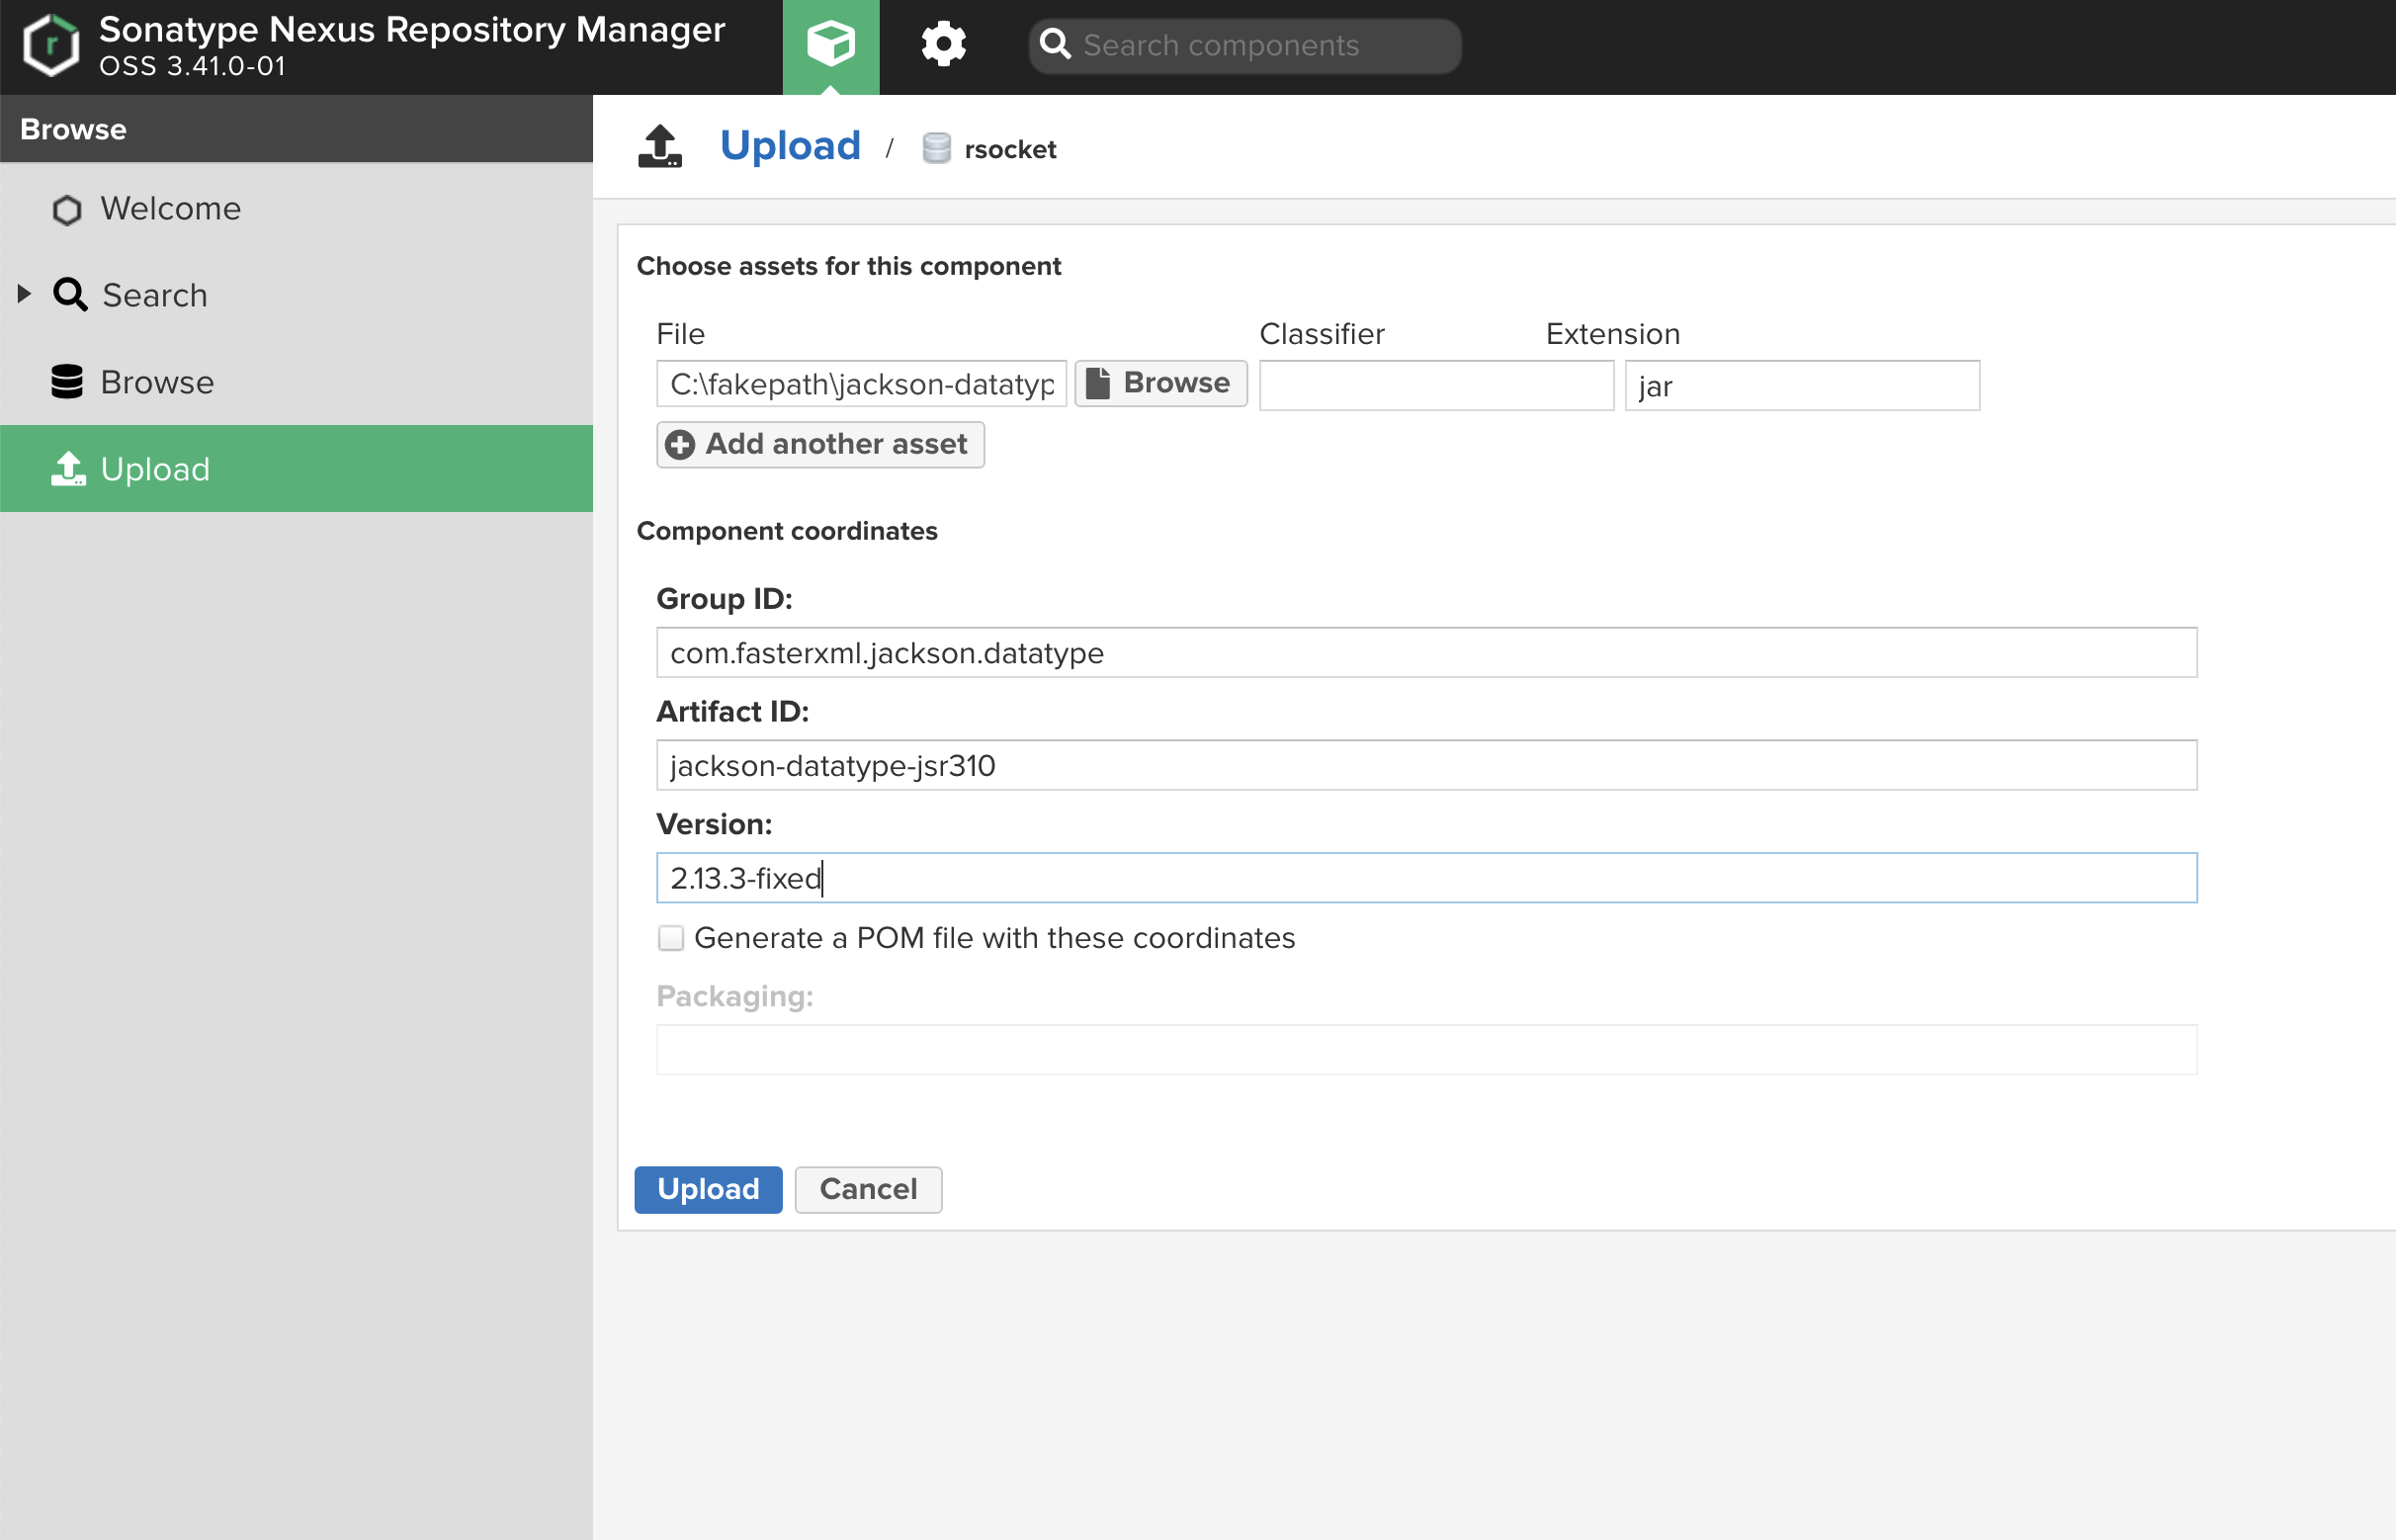 Sonatype Nexus Repository Manager
OSS 3.41.0-01
Search components
Browse
Welcome
Search
Browse
Upload
Upload / rsocket
Choose assets for this component
File Classifier Extension
C:\fakepath\jackson-datatyp Browse jar
Add another asset
Component coordinates
Group ID:
com.fasterxml.jackson.datatype
Artifact ID:
jackson-datatype-jsr310
Version:
2.13.3-fixed
Generate a POM file with these coordinates
Packaging:
Upload Cancel